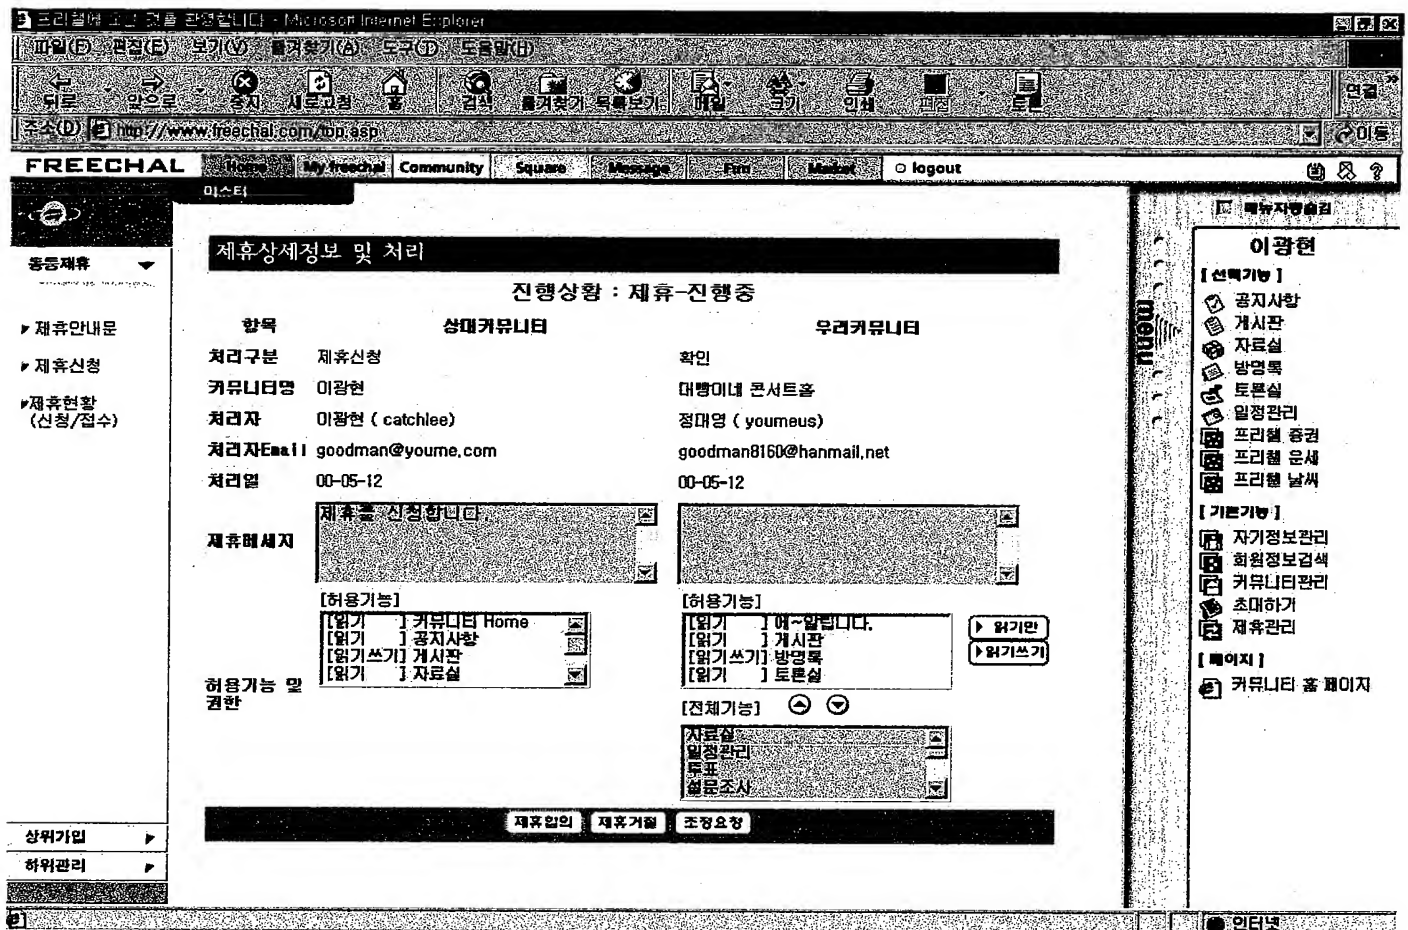 프리챌에 오신 것을 환영합니다 - Microsoft Internet Explorer
파일(F) 편집(E) 보기(V) 즐겨찾기(A) 도구(T) 도움말(H)
뒤로 앞으로 중지 새로고침 홈 검색 즐겨찾기 목록보기 메일 크기 인쇄 편집 토론 연결
주소(D) http://www.freechal.com/top.asp 이동
FREECHAL Home My freechal Community Square Message Fun Market logout
미스터
메뉴자동숨김
동등제휴
제휴안내문
제휴신청
제휴현황
(신청/접수)
상위가입
하위관리
제휴상세정보 및 처리
진행상황 : 제휴-진행중
항목 상대커뮤니티 우리커뮤니티
처리구분 제휴신청 확인
커뮤니티명 이광현 대빵이네 콘서트홀
처리자 이광현 ( catchlee) 정대영 ( youmeus)
처리자Email goodman@youme.com goodman8160@hanmail.net
처리일 00-05-12 00-05-12
제휴메세지 제휴를 신청합니다.
[허용기능] [허용기능]
[읽기 ] 커뮤니티 Home [읽기 ] 에~알립니다.
[읽기 ] 공지사항 [읽기 ] 게시판
[읽기쓰기] 게시판 [읽기쓰기] 방명록
[읽기 ] 자료실 [읽기 ] 토론실
읽기만
읽기쓰기
허용기능 및
권한
[전체기능]
자료실
일정관리
투표
설문조사
제휴합의 제휴거절 조정요청
menu
이광현
[ 선택기능 ]
공지사항
게시판
자료실
방명록
토론실
일정관리
프리챌 증권
프리챌 운세
프리챌 날씨
[ 기본기능 ]
자기정보관리
회원정보검색
커뮤니티관리
초대하기
제휴관리
[ 페이지 ]
커뮤니티 홈 페이지
인터넷